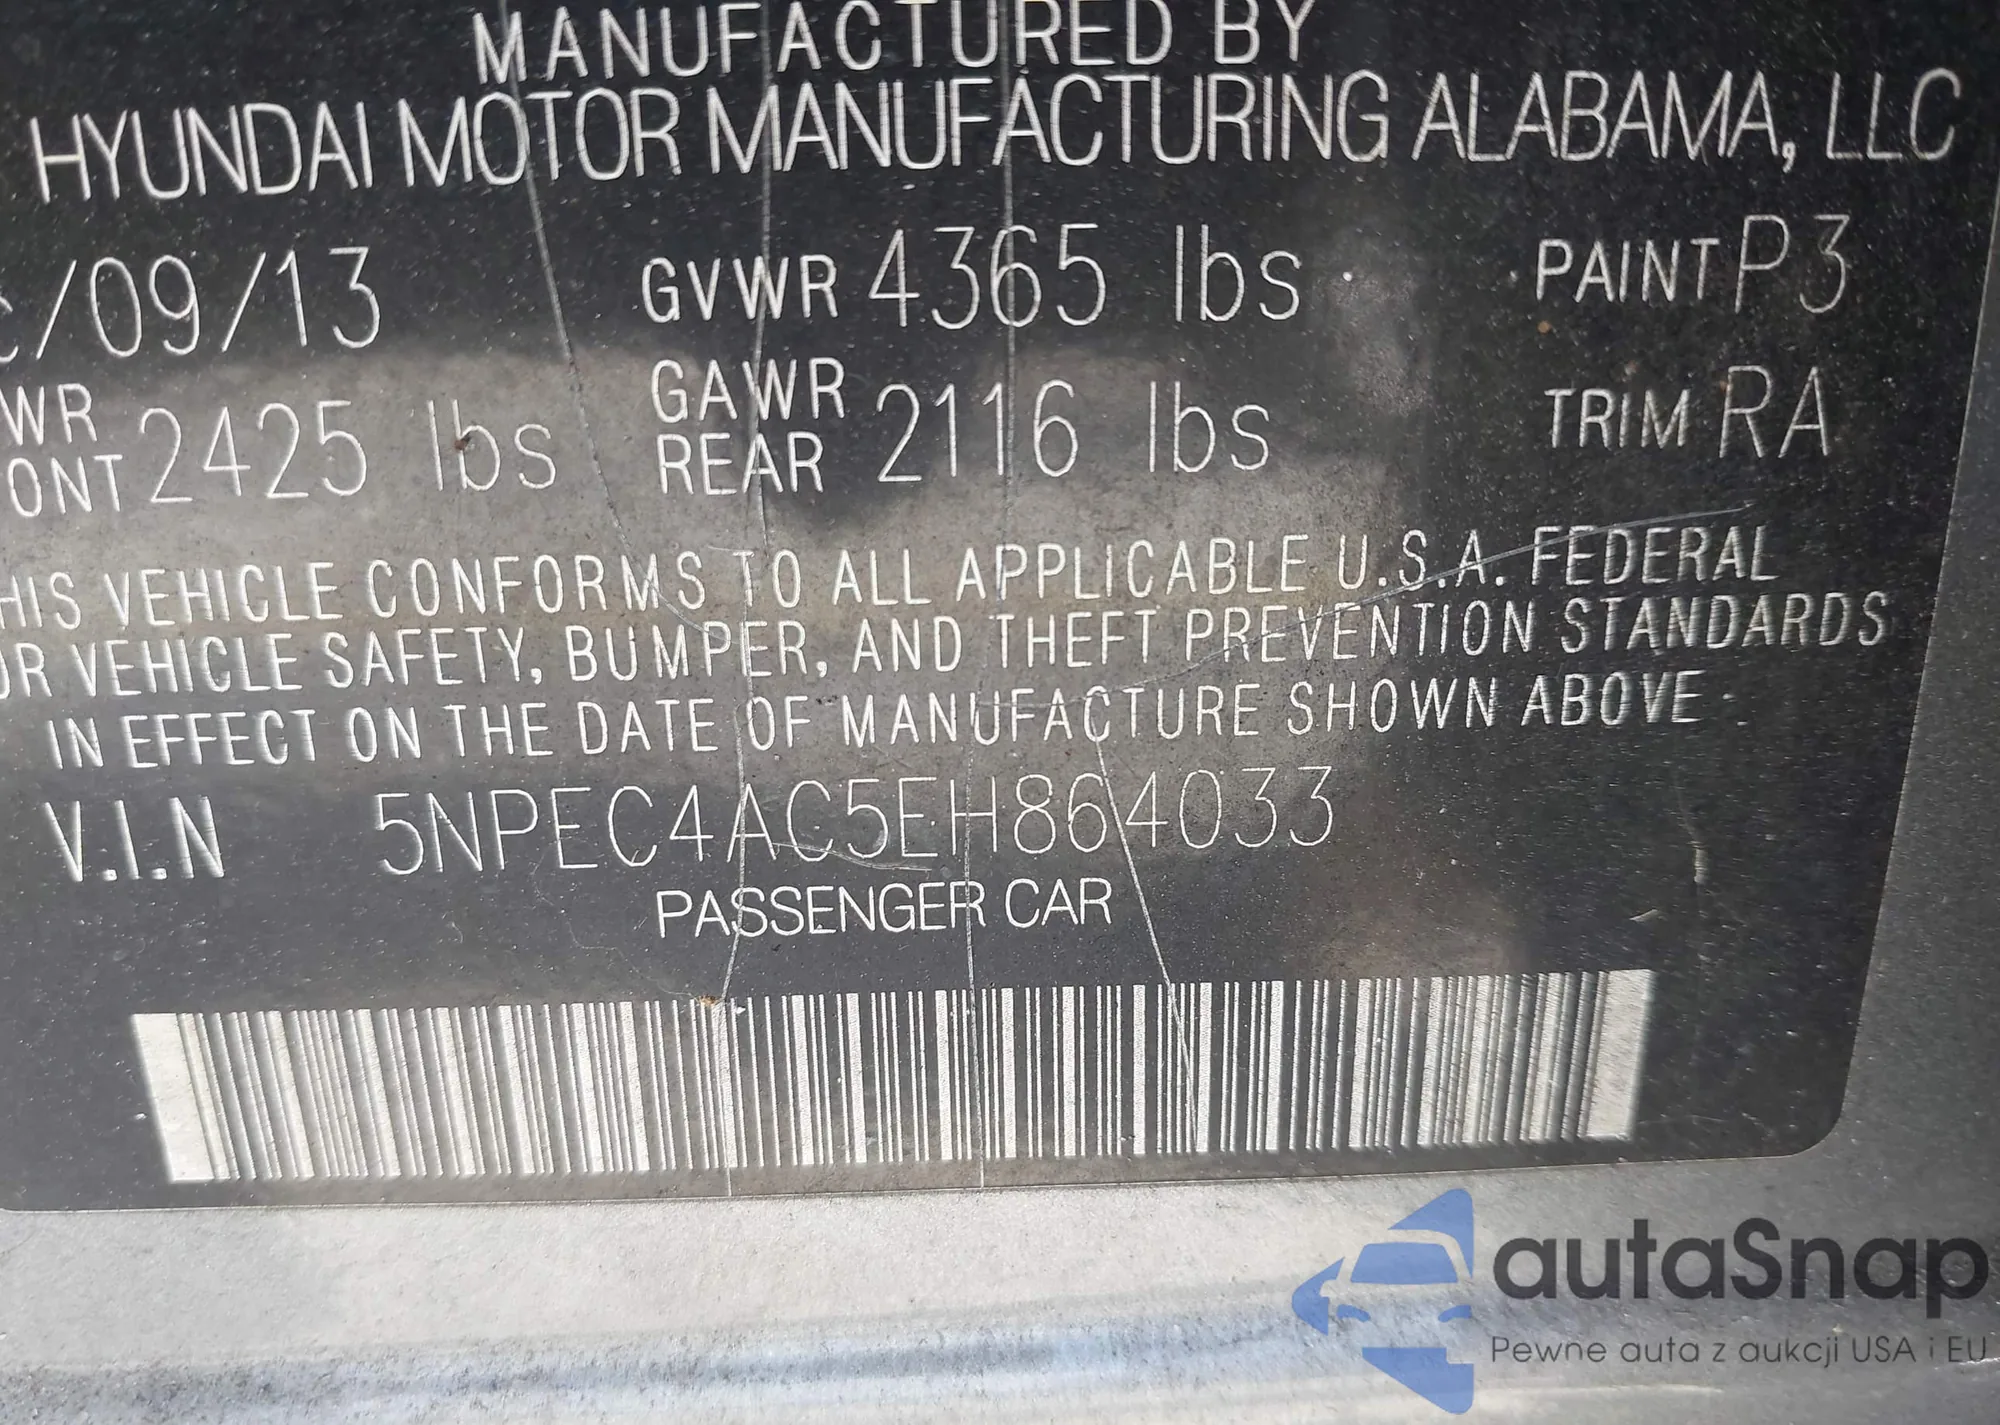 MANUFACTURED BY
HYUNDAI MOTOR MANUFACTURING ALABAMA, LLC
C/09/13 GVWR 4365 lbs PAINT P3
WR ONT 2425 lbs GAWR REAR 2116 lbs TRIM RA
HIS VEHICLE CONFORMS TO ALL APPLICABLE U.S.A. FEDERAL
OR VEHICLE SAFETY, BUMPER, AND THEFT PREVENTION STANDARDS
IN EFFECT ON THE DATE OF MANUFACTURE SHOWN ABOVE.
V.I.N 5NPEC4AC5EH864033
PASSENGER CAR
autaSnap
Pewne auta z aukcji USA i EU